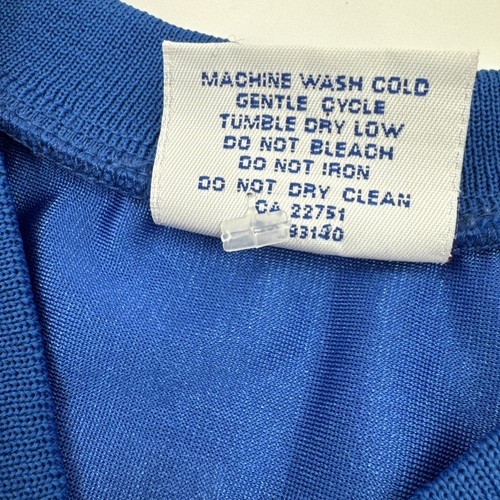 MACHINE WASH COLD
GENTLE CYCLE
TUMBLE DRY LOW
DO NOT BLEACH
DO NOT IRON
DO NOT DRY CLEAN
CA 22751